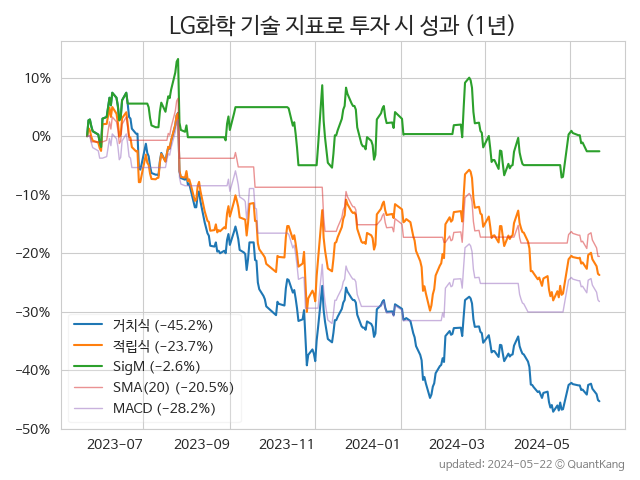 LG화학 기술 지표로 투자 시 성과 (1년)
10%
0%
−10%
−20%
−30%
−40%
−50%
거치식 (−45.2%)
적립식 (−23.7%)
SigM (−2.6%)
SMA(20) (−20.5%)
MACD (−28.2%)
2023−07 2023−09 2023−11 2024−01 2024−03 2024−05
updated: 2024−05−22 © QuantKang